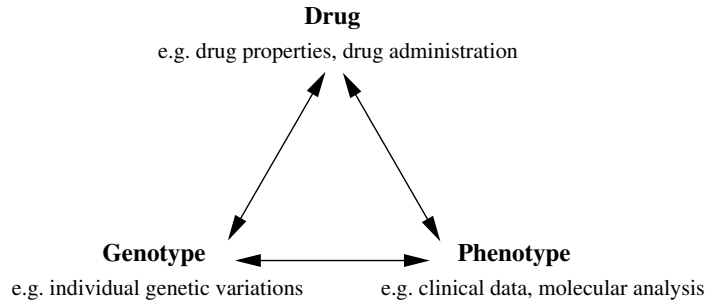 Drug
e.g. drug properties, drug administration
Genotype
e.g. individual genetic variations
Phenotype
e.g. clinical data, molecular analysis